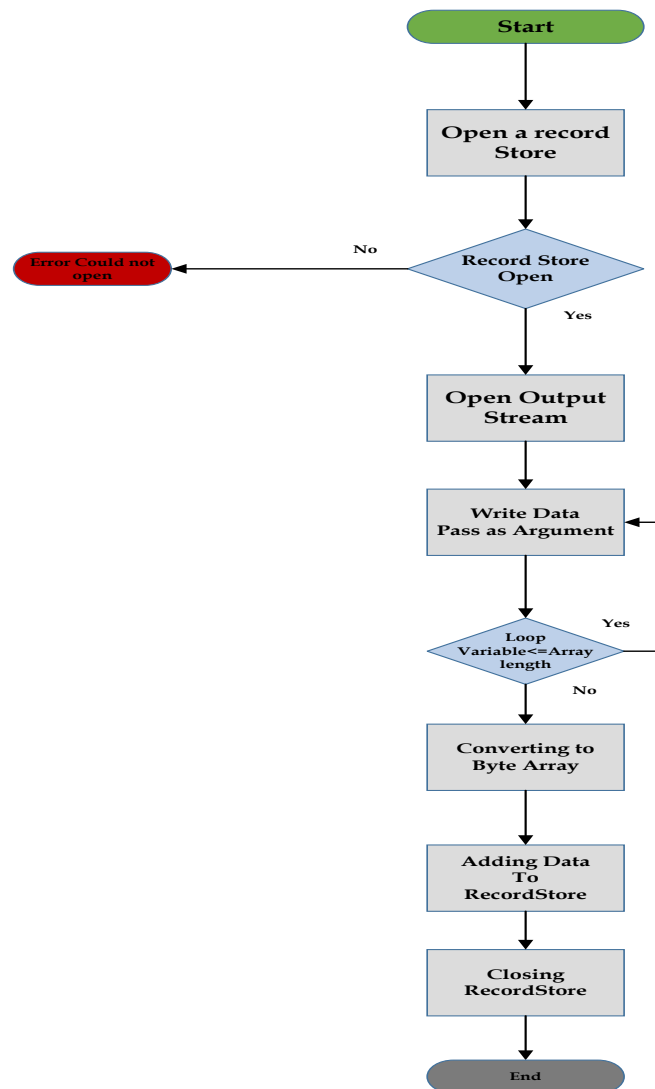 Start
Open a record
Store
No
Error Could not
open
Record Store
Open
Yes
Open Output
Stream
Write Data
Pass as Argument
Loop
Variable<=Array
length
Yes
No
Converting to
Byte Array
Adding Data
To
RecordStore
Closing
RecordStore
End